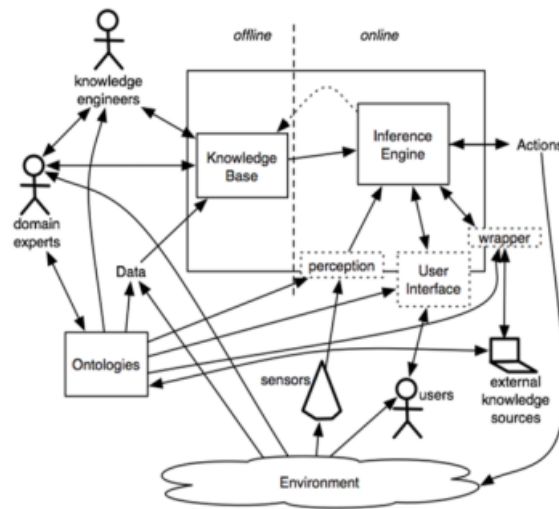 offline
online
knowledge
engineers
Knowledge
Base
Inference
Engine
Actions
domain
experts
Data
perception
User
Interface
wrapper
Ontologies
sensors
users
external
knowledge
sources
Environment